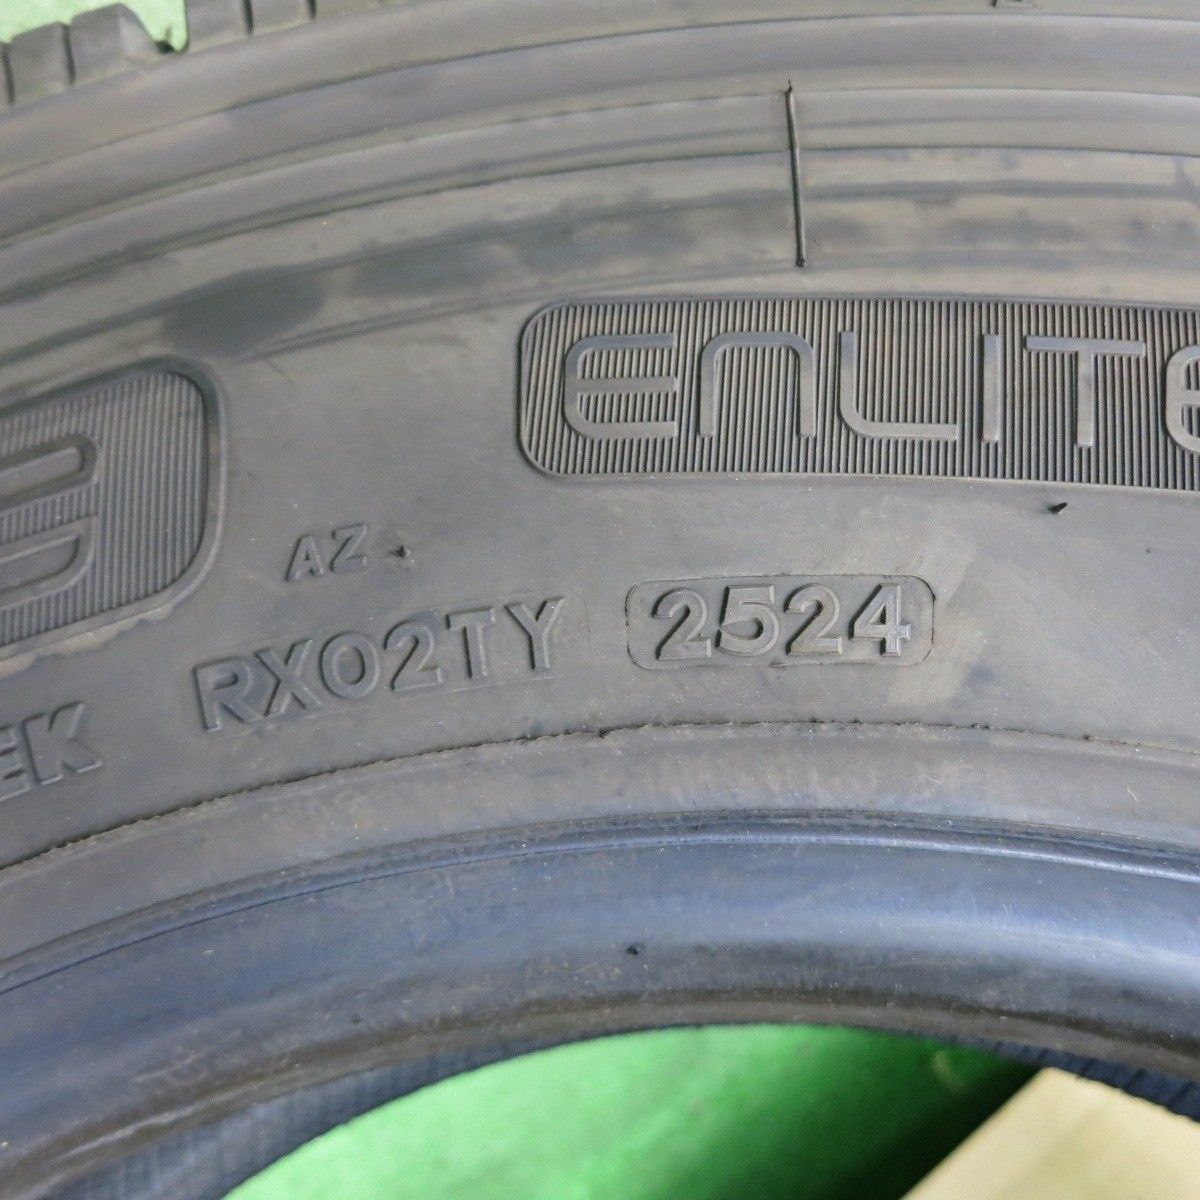 ENLITE
AZ
RX02TY 2524
EK